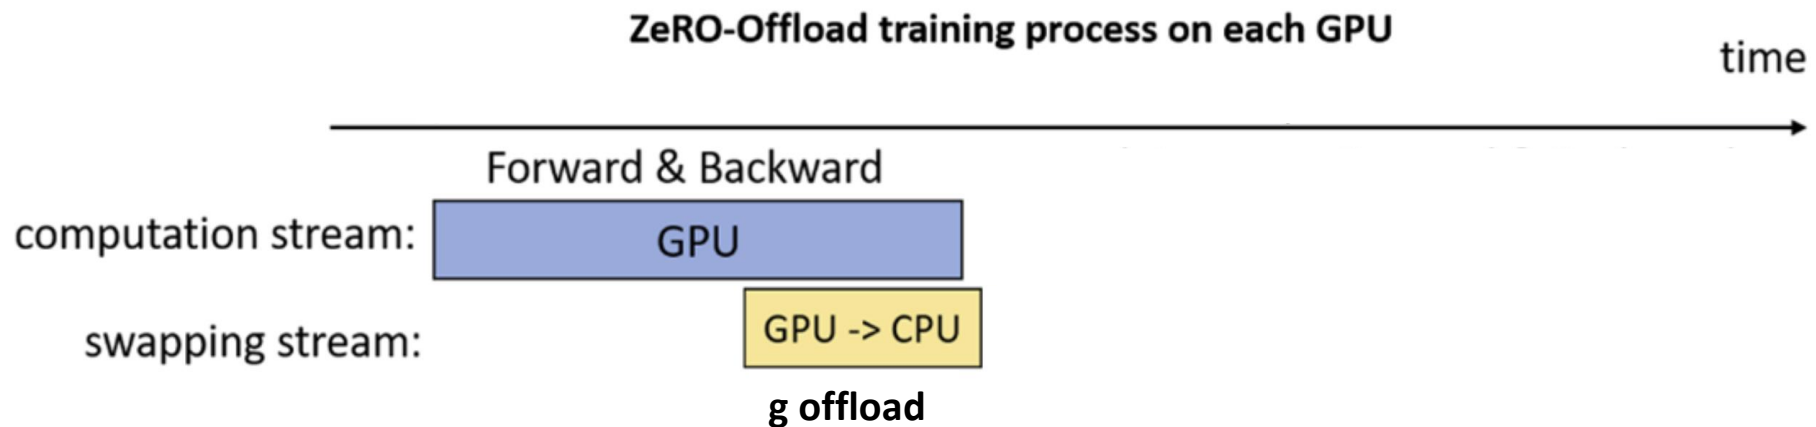 ZeRO-Offload training process on each GPU
time
Forward & Backward
computation stream:
GPU
swapping stream:
GPU -> CPU
g offload